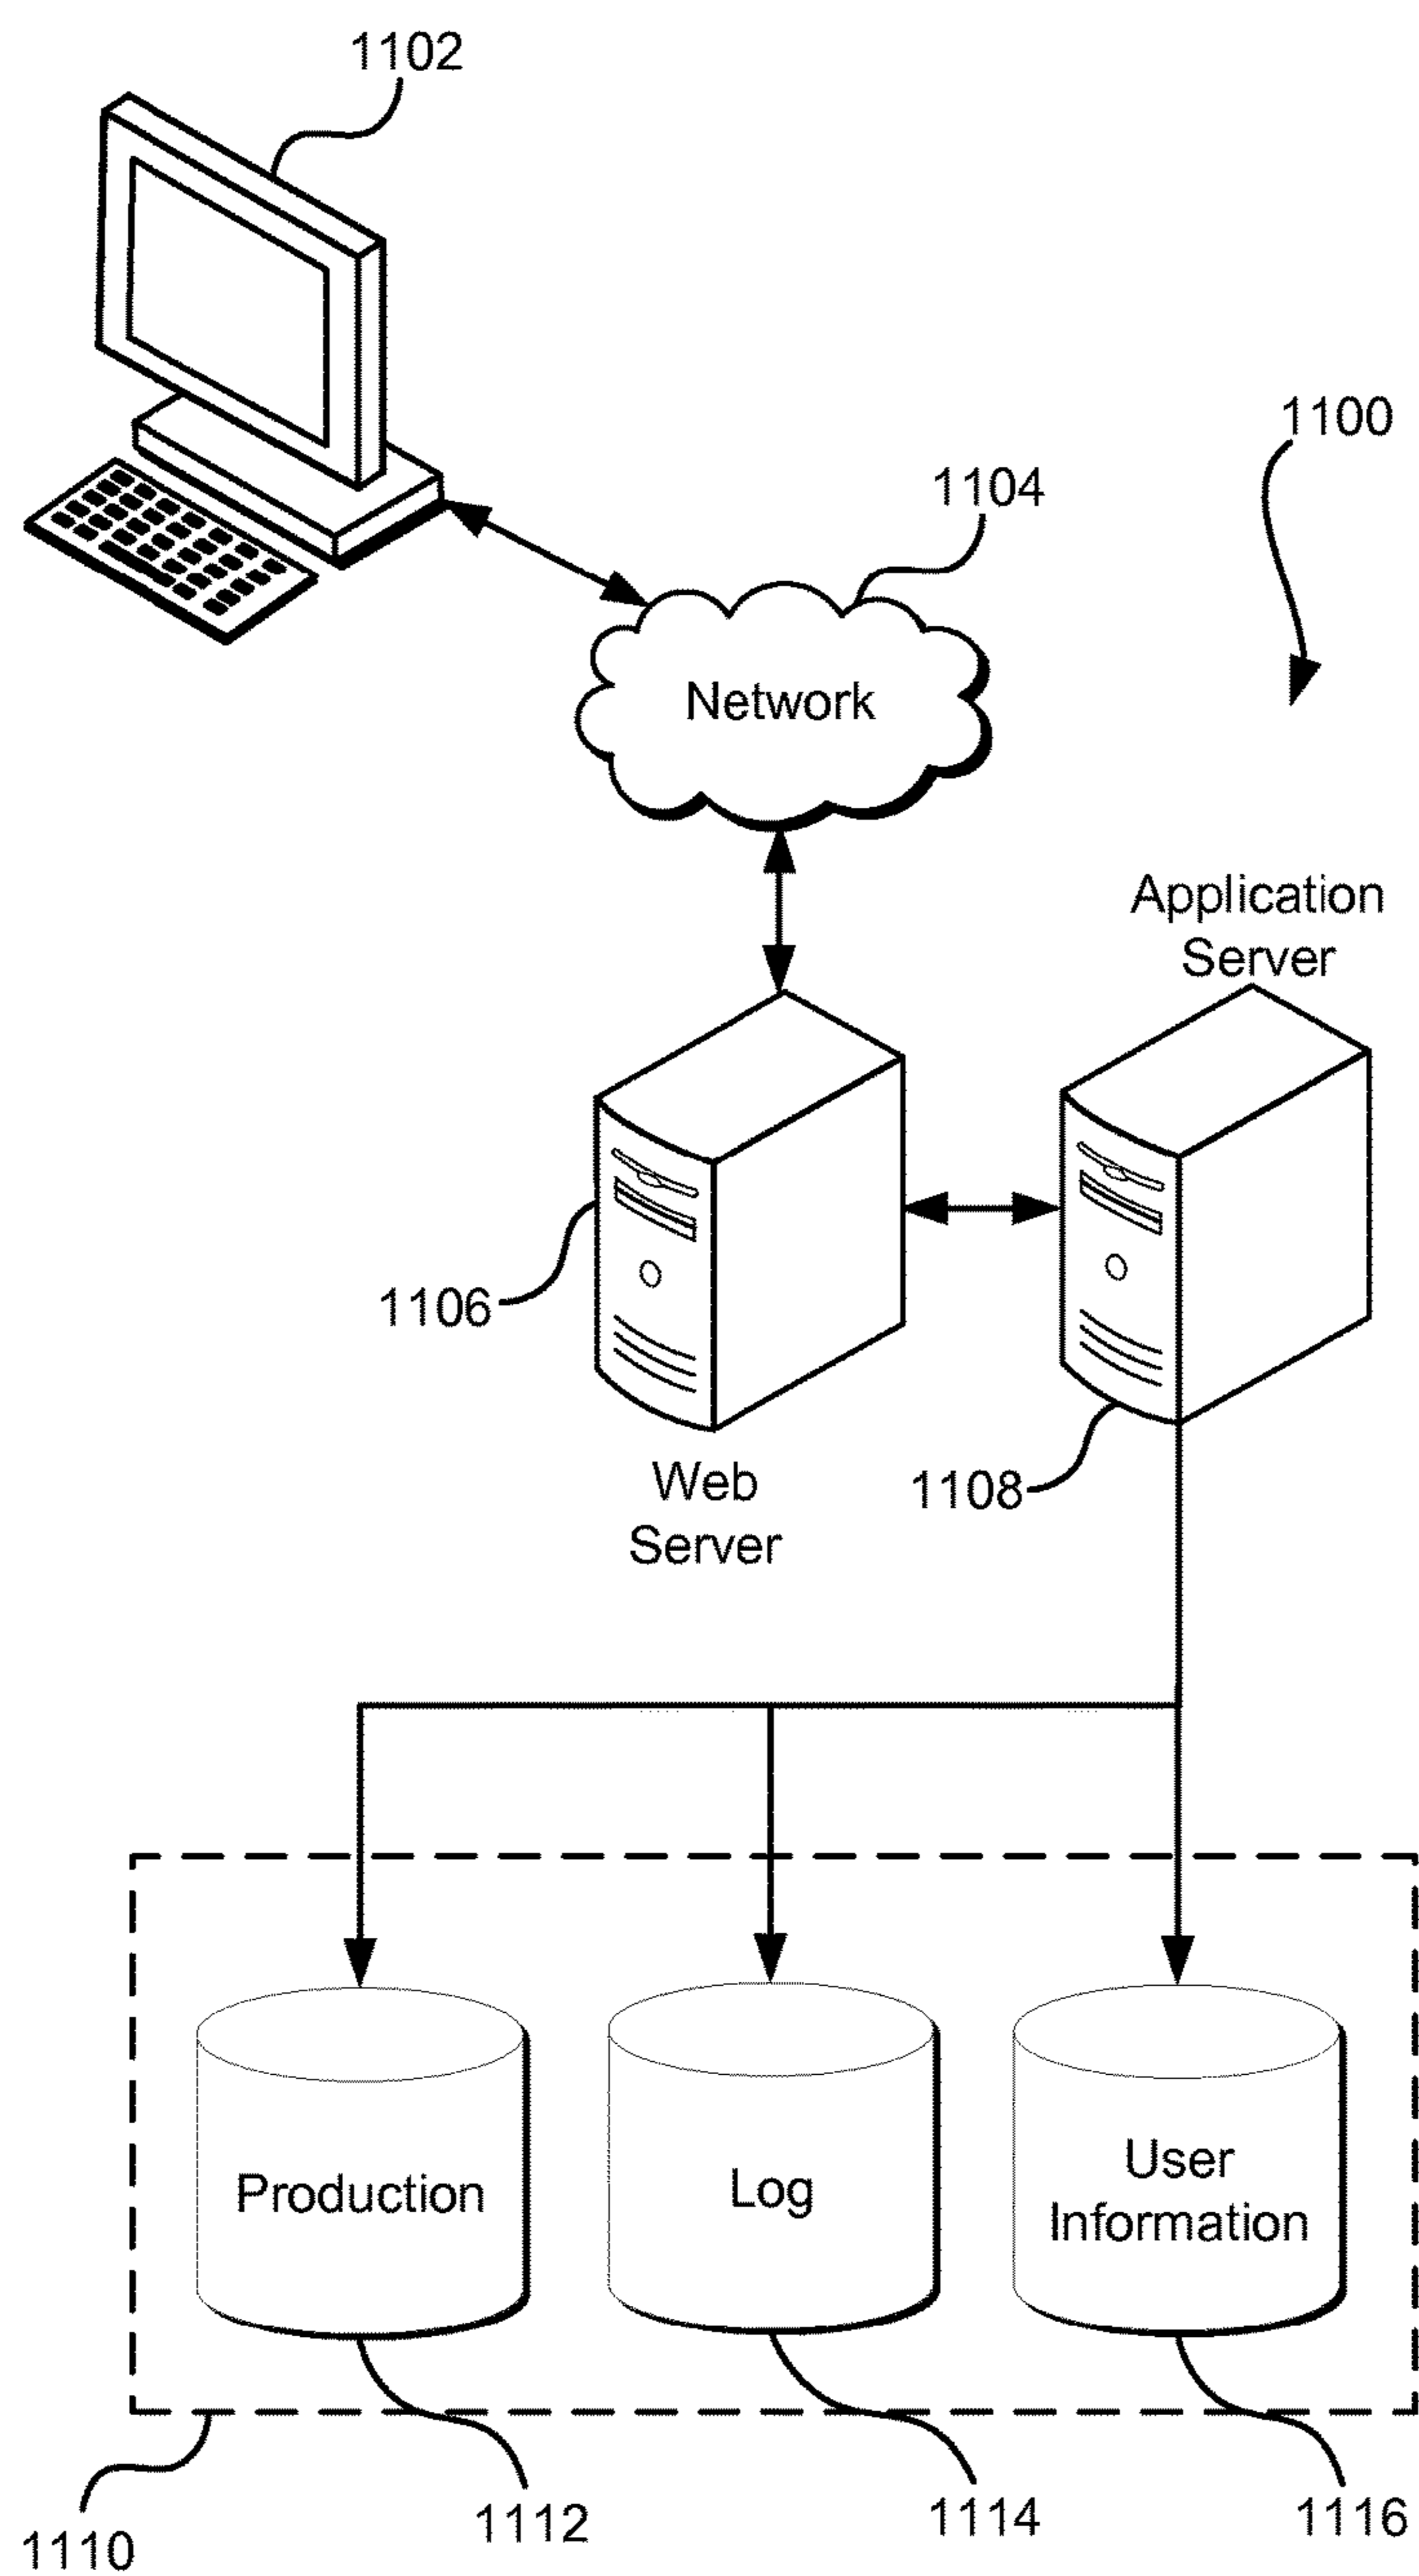 1102
1100
1104
Network
Application
Server
1106
Web
Server
1108
Production
Log
User
Information
1110
1112
1114
1116